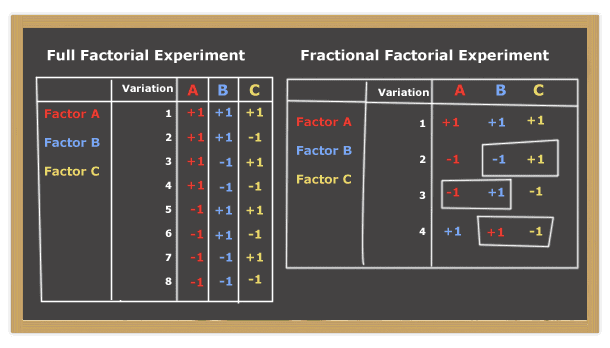 Full Factorial Experiment
Variation A B C
Factor A
Factor B
Factor C
1 +1 +1 +1
2 +1 +1 -1
3 +1 -1 +1
4 +1 -1 -1
5 -1 +1 +1
6 -1 +1 -1
7 -1 -1 +1
8 -1 -1 -1
Fractional Factorial Experiment
Variation A B C
Factor A
Factor B
Factor C
1 +1 +1 +1
2 -1 -1 +1
3 -1 +1 -1
4 +1 +1 -1